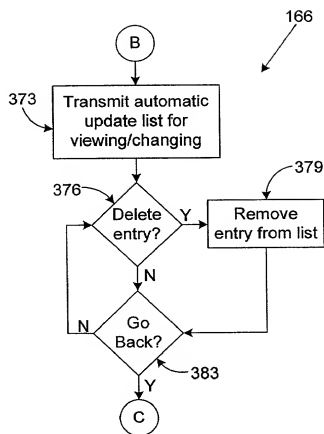 B
166
373
Transmit automatic
update list for
viewing/changing
376
379
Delete
entry?
Y
Remove
entry from list
N
N
Go
Back?
383
Y
C